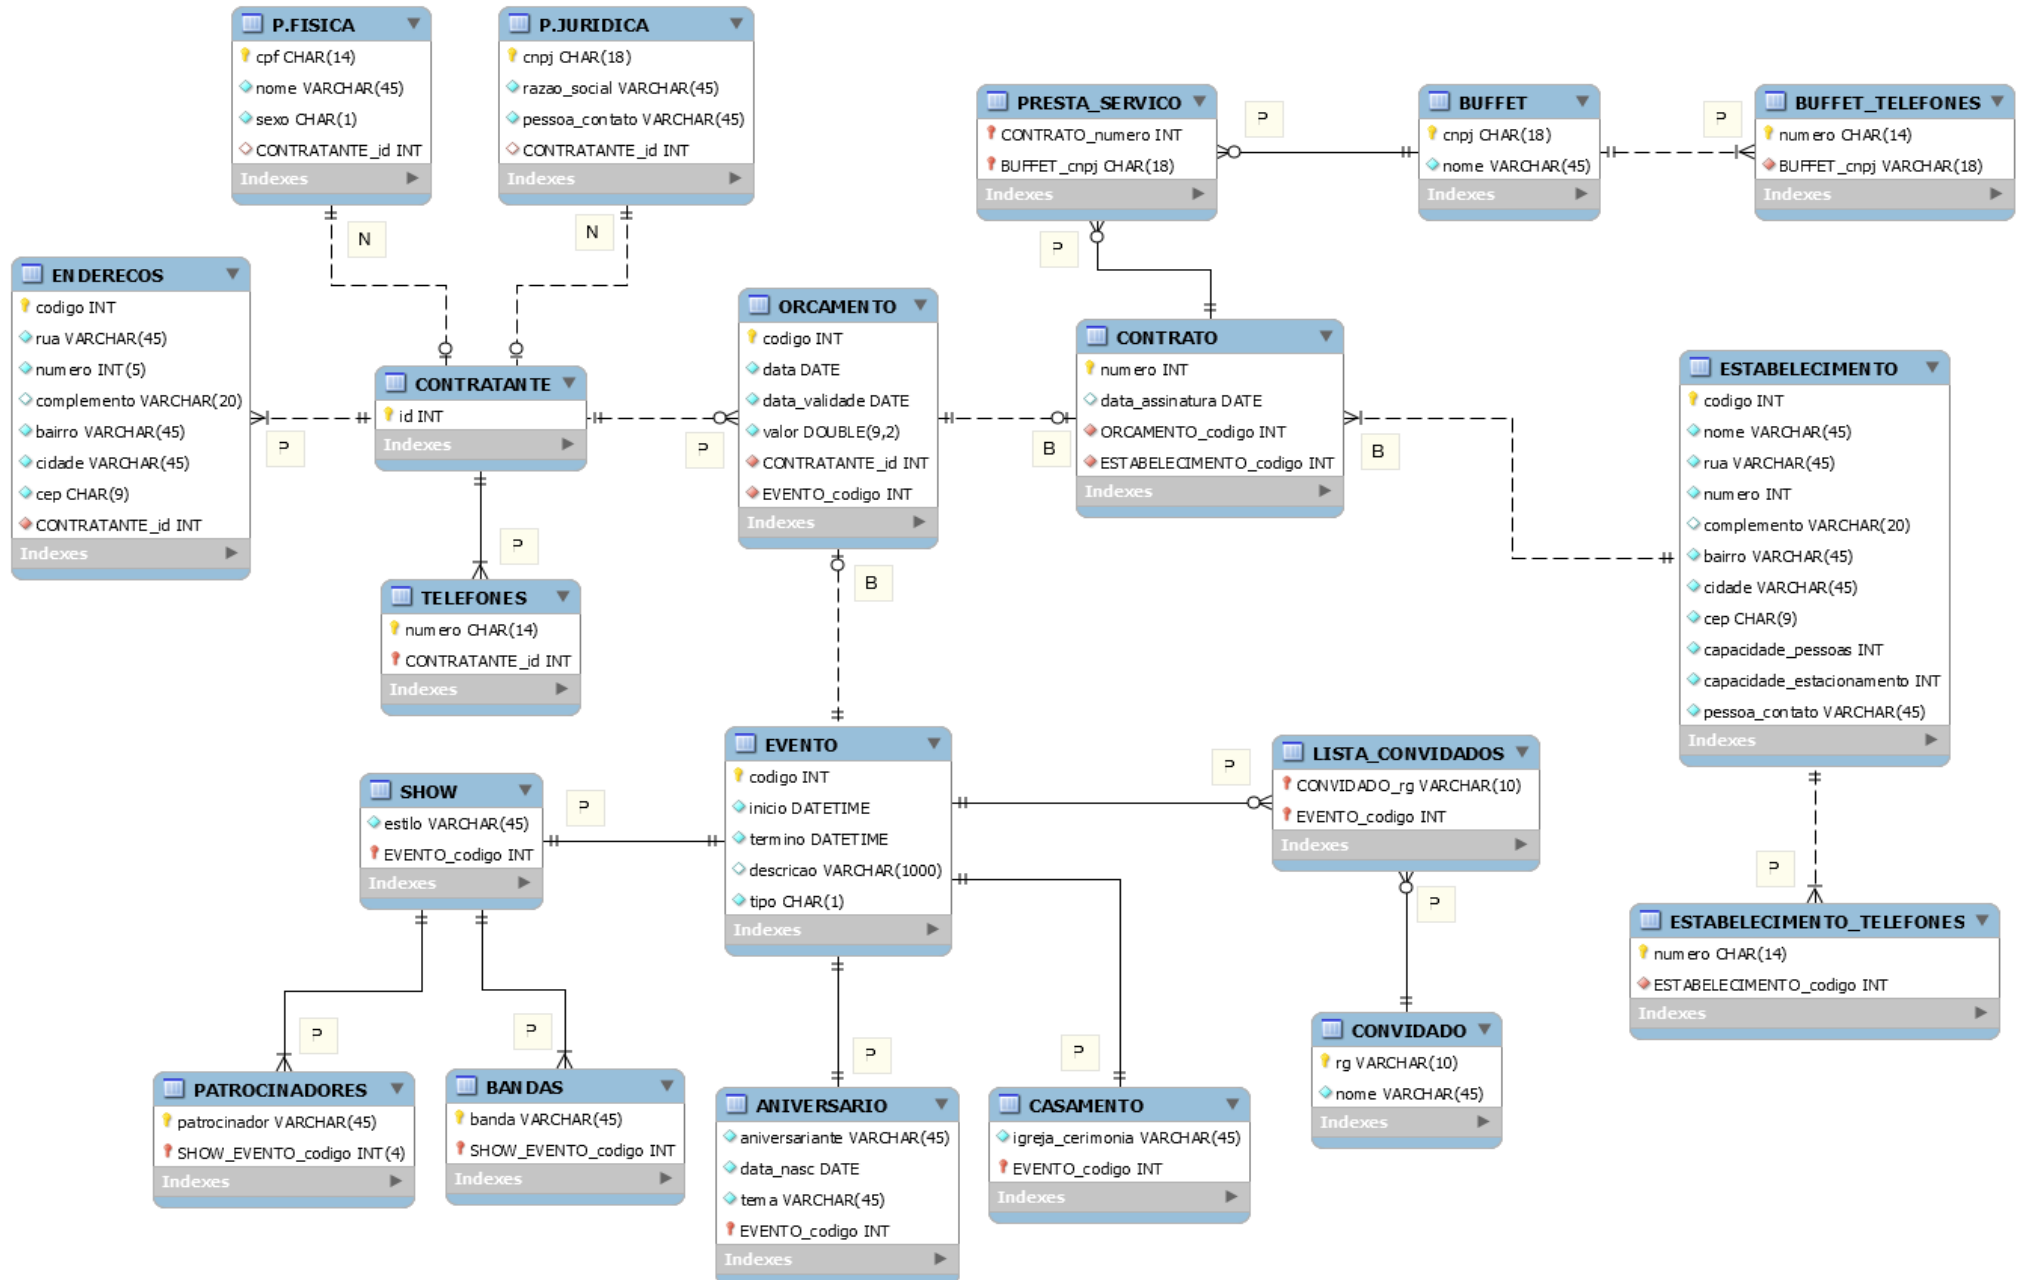 P.FISICA
cpf CHAR(14)
nome VARCHAR(45)
sexo CHAR(1)
CONTRATANTE_id INT
Indexes
P.JURIDICA
cnpj CHAR(18)
razao_social VARCHAR(45)
pessoa_contato VARCHAR(45)
CONTRATANTE_id INT
Indexes
N
N
PRESTA_SERVICO
CONTRATO_numero INT
BUFFET_cnpj CHAR(18)
Indexes
P
BUFFET
cnpj CHAR(18)
nome VARCHAR(45)
Indexes
P
BUFFET_TELEFONES
numero CHAR(14)
BUFFET_cnpj VARCHAR(18)
Indexes
P
ENDERECOS
codigo INT
rua VARCHAR(45)
numero INT(5)
complemento VARCHAR(20)
bairro VARCHAR(45)
cidade VARCHAR(45)
cep CHAR(9)
CONTRATANTE_id INT
Indexes
P
CONTRATANTE
id INT
Indexes
P
ORCAMENTO
codigo INT
data DATE
data_validade DATE
valor DOUBLE(9,2)
CONTRATANTE_id INT
EVENTO_codigo INT
Indexes
B
CONTRATO
numero INT
data_assinatura DATE
ORCAMENTO_codigo INT
ESTABELECIMENTO_codigo INT
Indexes
B
ESTABELECIMENTO
codigo INT
nome VARCHAR(45)
rua VARCHAR(45)
numero INT
complemento VARCHAR(20)
bairro VARCHAR(45)
cidade VARCHAR(45)
cep CHAR(9)
capacidade_pessoas INT
capacidade_estacionamento INT
pessoa_contato VARCHAR(45)
Indexes
P
TELEFONES
numero CHAR(14)
CONTRATANTE_id INT
Indexes
B
SHOW
estilo VARCHAR(45)
EVENTO_codigo INT
Indexes
P
EVENTO
codigo INT
inicio DATETIME
termino DATETIME
descricao VARCHAR(1000)
tipo CHAR(1)
Indexes
P
LISTA_CONVIDADOS
CONVIDADO_rg VARCHAR(10)
EVENTO_codigo INT
Indexes
P
P
ESTABELECIMENTO_TELEFONES
numero CHAR(14)
ESTABELECIMENTO_codigo INT
Indexes
P
P
P
P
PATROCINADORES
patrocinador VARCHAR(45)
SHOW_EVENTO_codigo INT(4)
Indexes
BANDAS
banda VARCHAR(45)
SHOW_EVENTO_codigo INT
Indexes
ANIVERSARIO
aniversariante VARCHAR(45)
data_nasc DATE
tema VARCHAR(45)
EVENTO_codigo INT
Indexes
CASAMENTO
igreja_cerimonia VARCHAR(45)
EVENTO_codigo INT
Indexes
CONVIDADO
rg VARCHAR(10)
nome VARCHAR(45)
Indexes